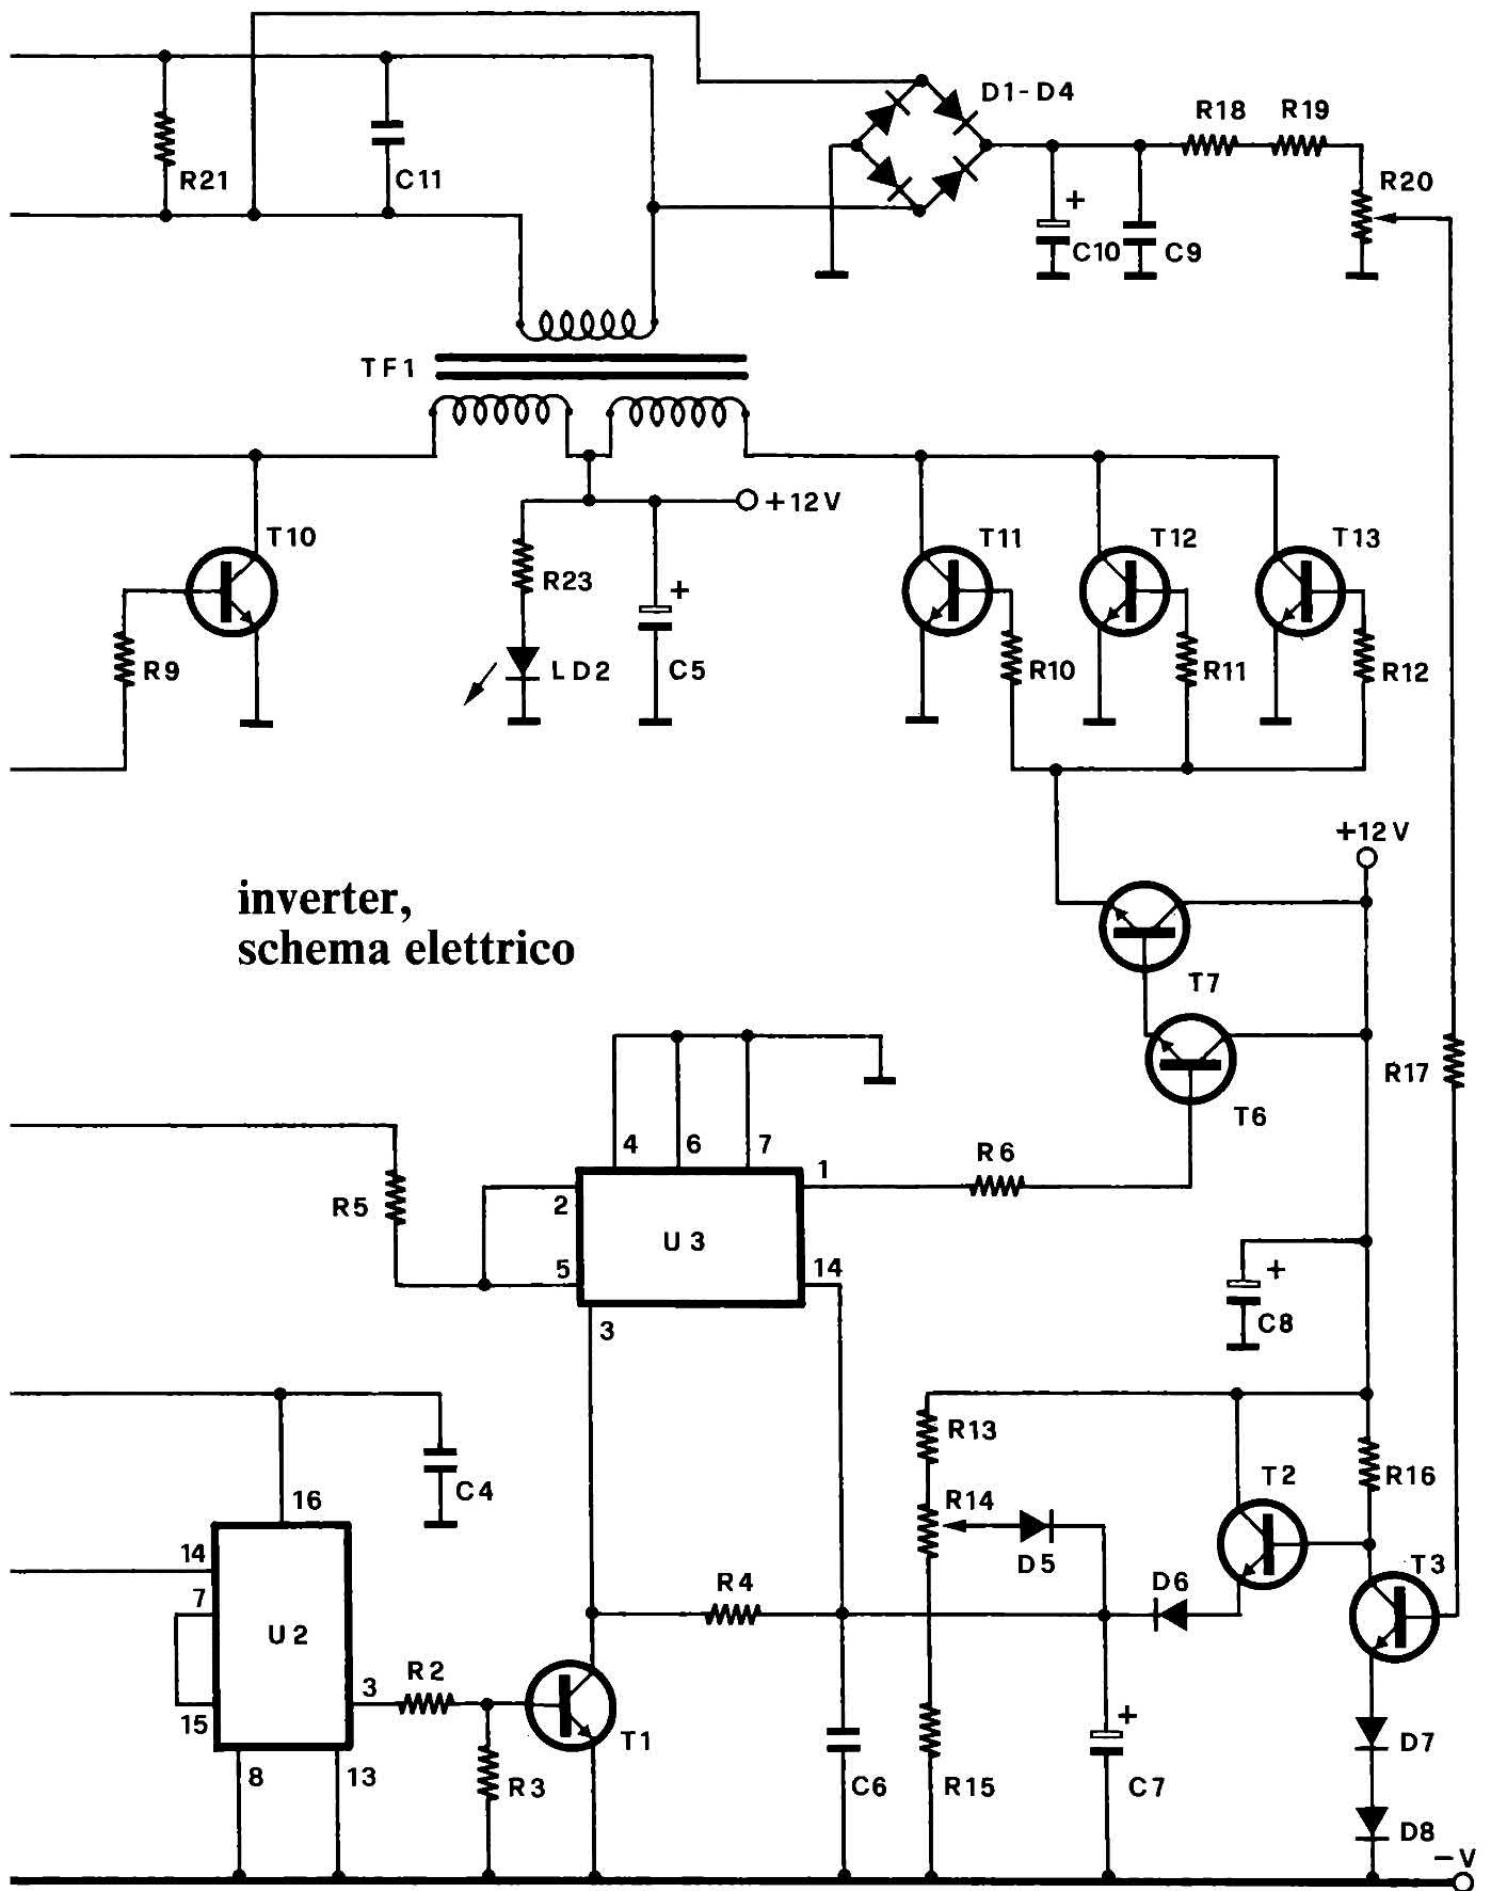 D1-D4
R18 R19
R21
C11
R20
+
C10
C9
TF1
+12V
T10
T11
T12
T13
R23
+
R9
LD2
C5
R10
R11
R12
+12V
inverter,
schema elettrico
T7
R17
T6
4 6 7
R6
1
R5
2
U3
5
14
+
C8
3
R13
T2
R16
C4
16
R14
14
D5
T3
7
R4
D6
U2
R2
3
15
+
T1
D7
8
13
R3
C6
R15
C7
D8
-V